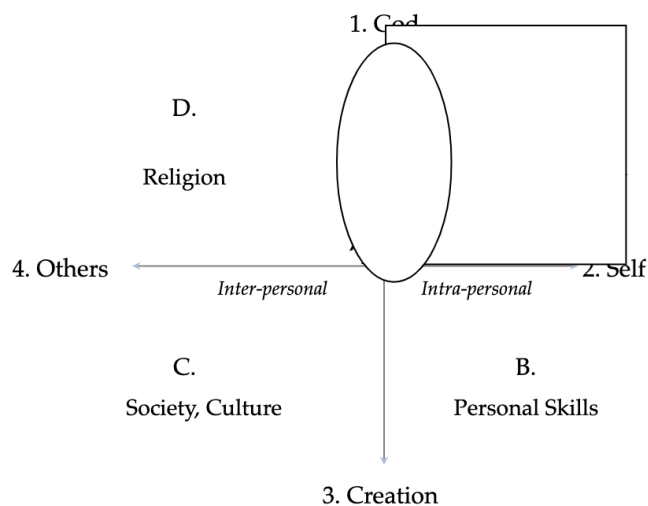 1. God
D.
Religion
4. Others
2. Self
Inter-personal
Intra-personal
C.
B.
Society, Culture
Personal Skills
3. Creation